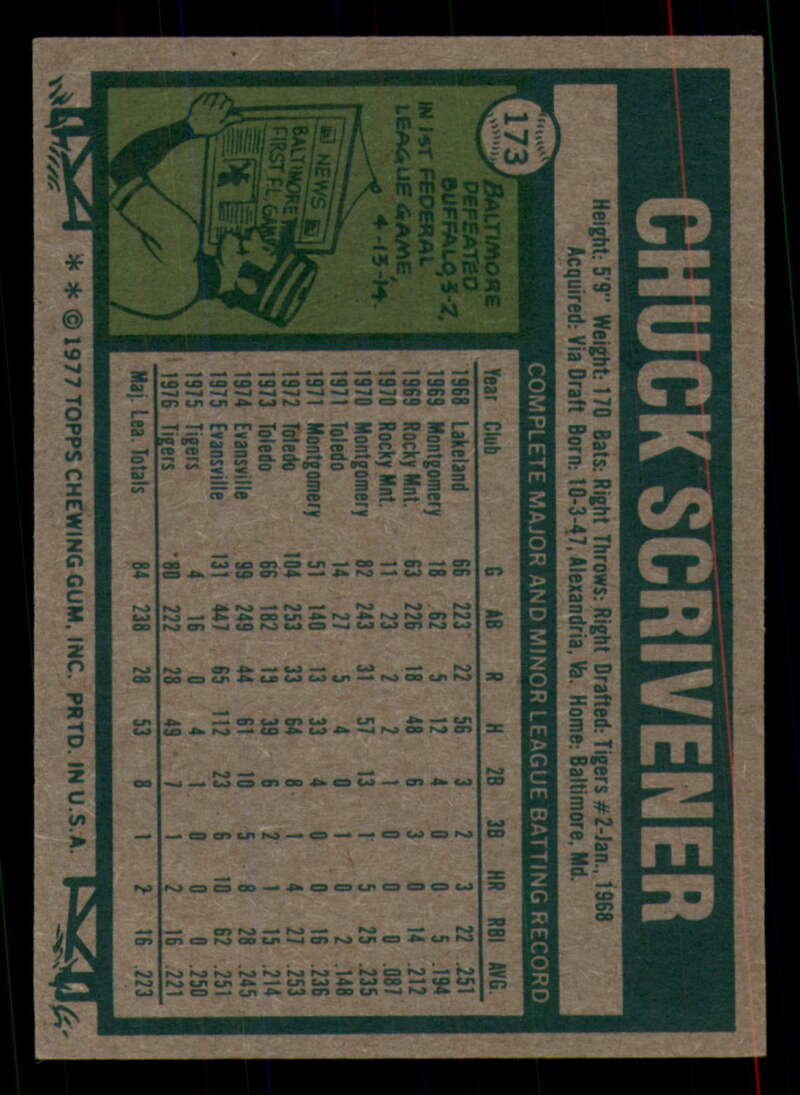 173
CHUCK SCRIVENER
Height: 5'9" Weight: 170 Bats: Right Throws: Right Drafted: Tigers #2-Jan., 1968
Acquired: Via Draft Born: 10-3-47, Alexandria, Va. Home: Baltimore, Md.
BALTIMORE
DEFEATED
BUFFALO, 3-2,
IN 1ST FEDERAL
LEAGUE GAME,
4-13-14.
NEWS
BALTIMORE
FIRST FL GAME
COMPLETE MAJOR AND MINOR LEAGUE BATTING RECORD
Year Club G AB R H 2B 3B HR RBI AVG.
1968 Lakeland 66 223 22 56 3 2 3 22 .251
1969 Montgomery 18 62 5 12 4 0 0 5 .194
1969 Rocky Mnt. 63 226 18 48 6 3 0 14 .212
1970 Rocky Mnt. 11 23 2 2 1 0 0 0 .087
1970 Montgomery 82 243 31 57 13 1 5 25 .235
1971 Toledo 14 27 5 4 0 1 0 2 .148
1971 Montgomery 51 140 13 33 4 0 0 16 .236
1972 Toledo 104 253 33 64 8 1 4 27 .253
1973 Toledo 66 182 19 39 6 2 1 15 .214
1974 Evansville 99 249 44 61 10 5 8 28 .245
1975 Evansville 131 447 65 112 23 6 10 62 .251
1975 Tigers 4 16 0 4 1 0 0 0 .250
1976 Tigers 80 222 28 49 7 1 2 16 .221
Maj. Lea. Totals 84 238 28 53 8 1 2 16 .223
* * © 1977 TOPPS CHEWING GUM, INC. PRTD. IN U.S.A.